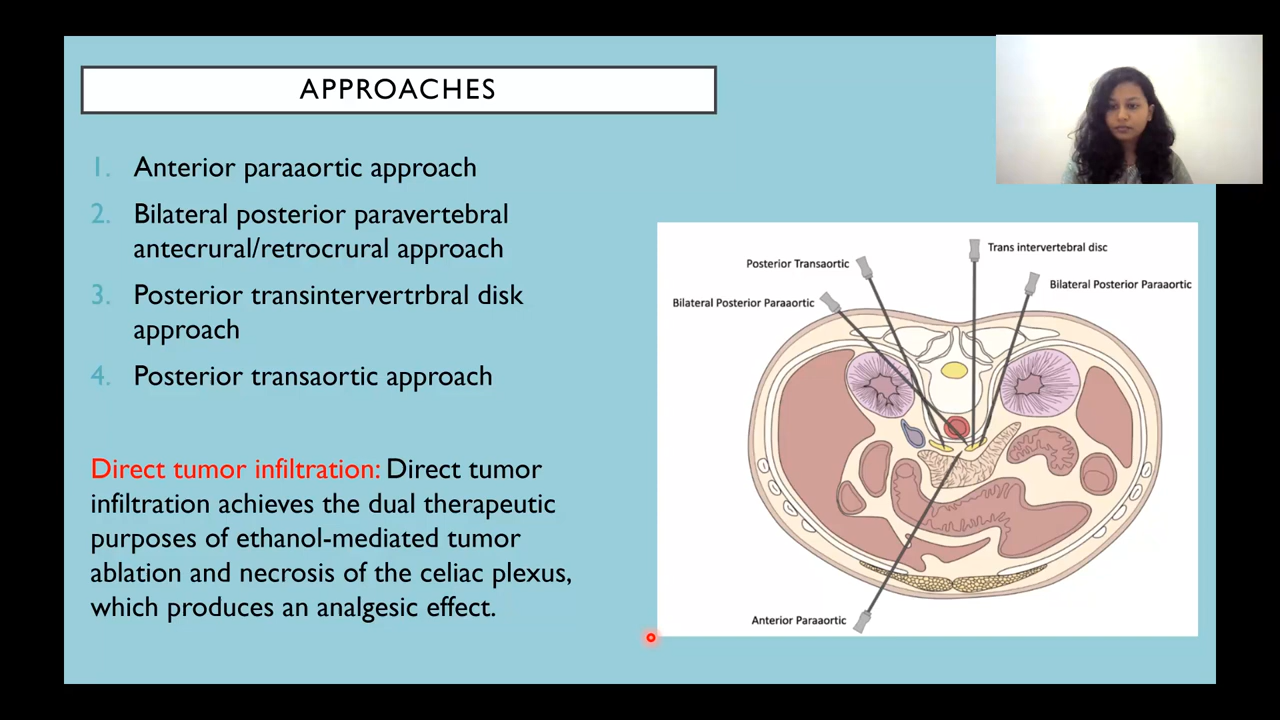 APPROACHES
1. Anterior paraaortic approach
2. Bilateral posterior paravertebral
antecrural/retrocrural approach
3. Posterior transintervertrbral disk
approach
4. Posterior transaortic approach
Direct tumor infiltration: Direct tumor
infiltration achieves the dual therapeutic
purposes of ethanol-mediated tumor
ablation and necrosis of the celiac plexus,
which produces an analgesic effect.
Trans intervertebral disc
Posterior Transaortic
Bilateral Posterior Paraaortic
Bilateral Posterior Paraaortic
Anterior Paraaortic